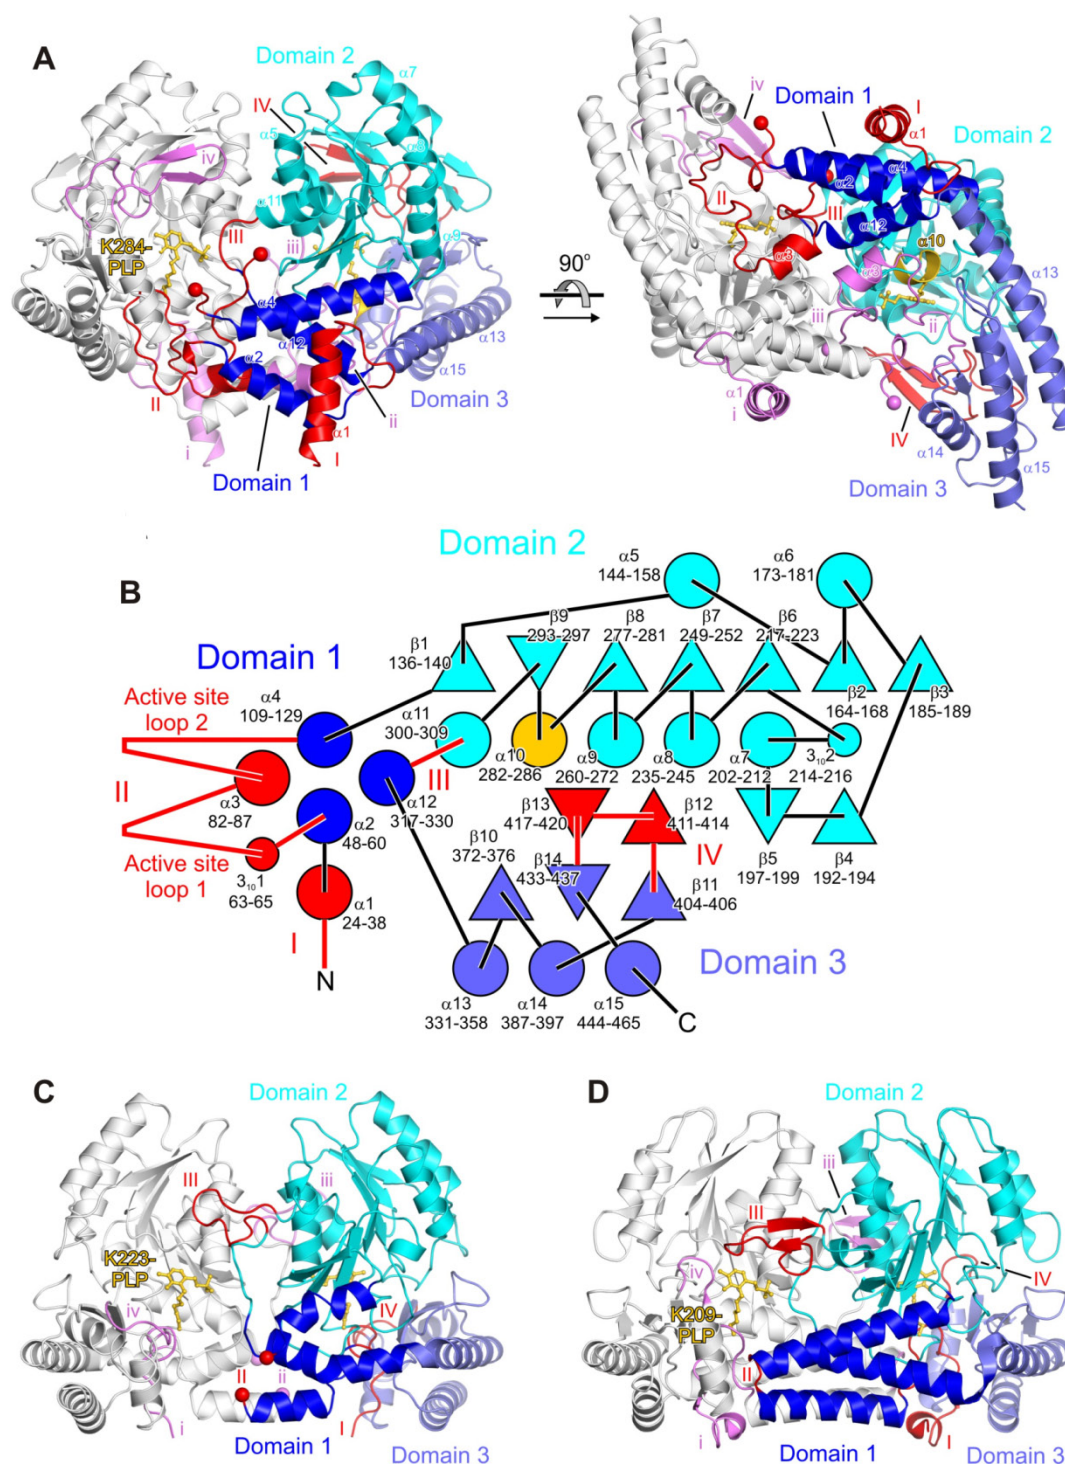 A
Domain 2
α7
IV
α5
α6
iv
α11
III
iii
α9
K284-
PLP
α4
α12
α13
α2
α15
II
Domain 3
ii
i
α1
I
Domain 1
90°
iv
Domain 1
I
α1
Domain 2
α4
α2
II
III
α12
α10
α3
α3
α13
iii
ii
α1
i
IV
α14
α15
Domain 3
B
Domain 2
α5
144-158
α6
173-181
β9
293-297
β8
277-281
β7
249-252
β6
217-223
Domain 1
β1
136-140
Active site
loop 2
α4
109-129
α11
300-309
β2
164-168
β3
185-189
II
α3
82-87
III
α10
282-286
α9
260-272
α8
235-245
α7
202-212
3₁₀2
214-216
α12
317-330
α2
48-60
β13
417-420
β12
411-414
Active site
loop 1
β10
372-376
IV
β14
433-437
β5
197-199
β4
192-194
3₁₀1
63-65
α1
24-38
β11
404-406
I
N
Domain 3
α13
331-358
α14
387-397
α15
444-465
C
C
Domain 2
III
iii
K223-
PLP
iv
IV
II
ii
i
I
Domain 1
Domain 3
D
Domain 2
iii
III
iv
IV
K209-
PLP
II
i
I
Domain 1
Domain 3